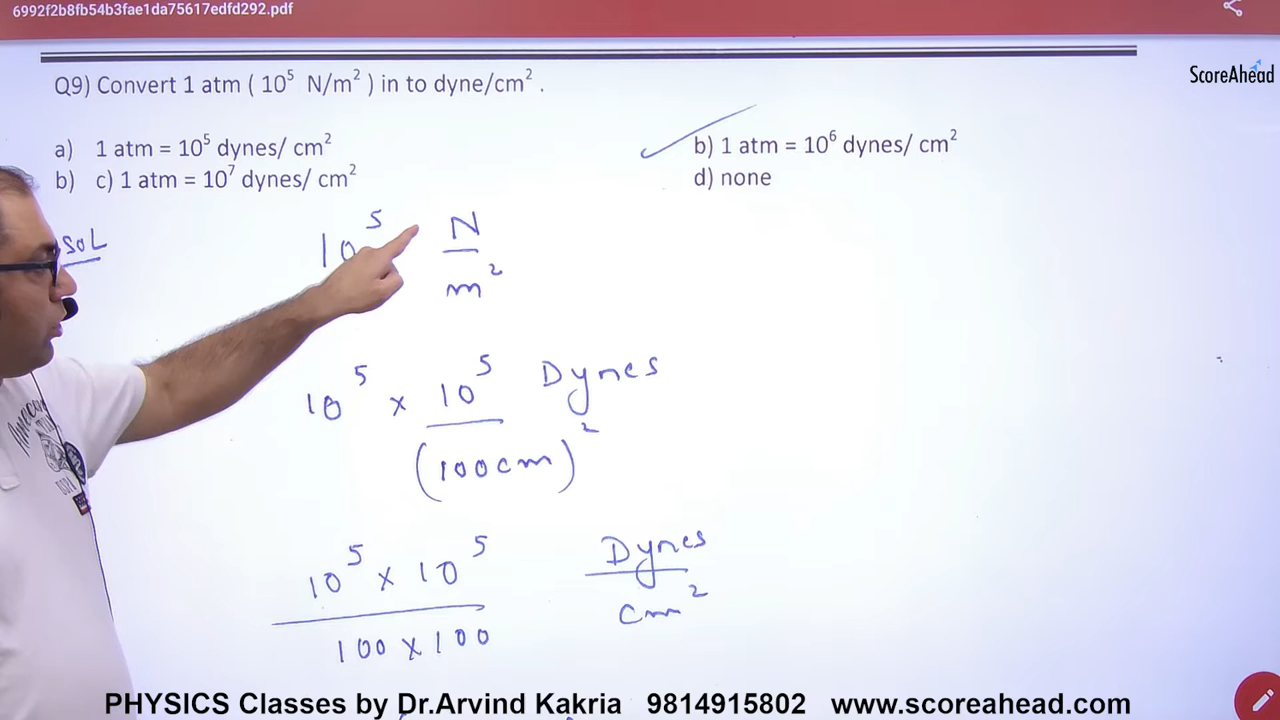 6992f2b8fb54b3fae1da75617edfd292.pdf
ScoreAhead
Q9) Convert 1 atm ( 10⁵ N/m² ) in to dyne/cm² .
a) 1 atm = 10⁵ dynes/ cm²
b) 1 atm = 10⁶ dynes/ cm²
b) c) 1 atm = 10⁷ dynes/ cm²
d) none
SOL
10⁵ N
m²
10⁵ × 10⁵ Dynes
(100cm)²
10⁵ × 10⁵ Dynes
100 × 100 cm²
PHYSICS Classes by Dr.Arvind Kakria 9814915802 www.scoreahead.com